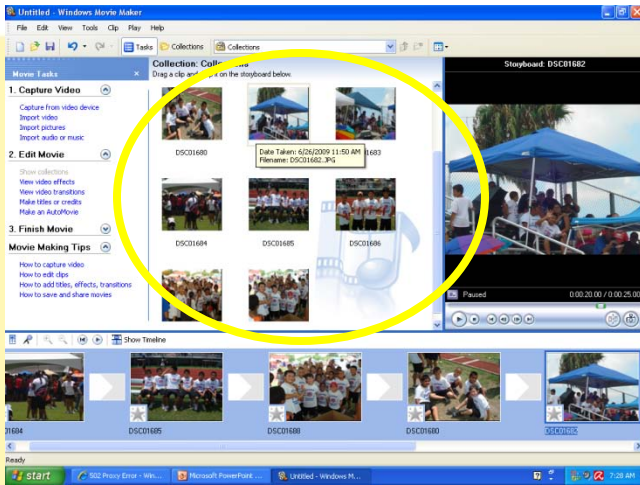 Untitled - Windows Movie Maker
File Edit View Tools Clip Play Help
Tasks Collections Collections
Movie Tasks
1. Capture Video
Capture from video device
Import video
Import pictures
Import audio or music
2. Edit Movie
Show collections
View video effects
View video transitions
Make titles or credits
Make an AutoMovie
3. Finish Movie
Movie Making Tips
How to capture video
How to edit clips
How to add titles, effects, transitions
How to save and share movies
Collection:
Drag a clip and on the storyboard below.
DSC01680
Date Taken: 6/26/2009 11:50 AM
Filename: DSC01682.JPG
DSC01684 DSC01685 DSC01686
Storyboard: DSC01682
Paused 0:00:20.00 / 0:00:25.00
Show Timeline
DSC01685 DSC01688 DSC01680 DSC01682
Ready
start 502 Proxy Error - Win... Microsoft PowerPoint ... Untitled - Windows M... 7:28 AM